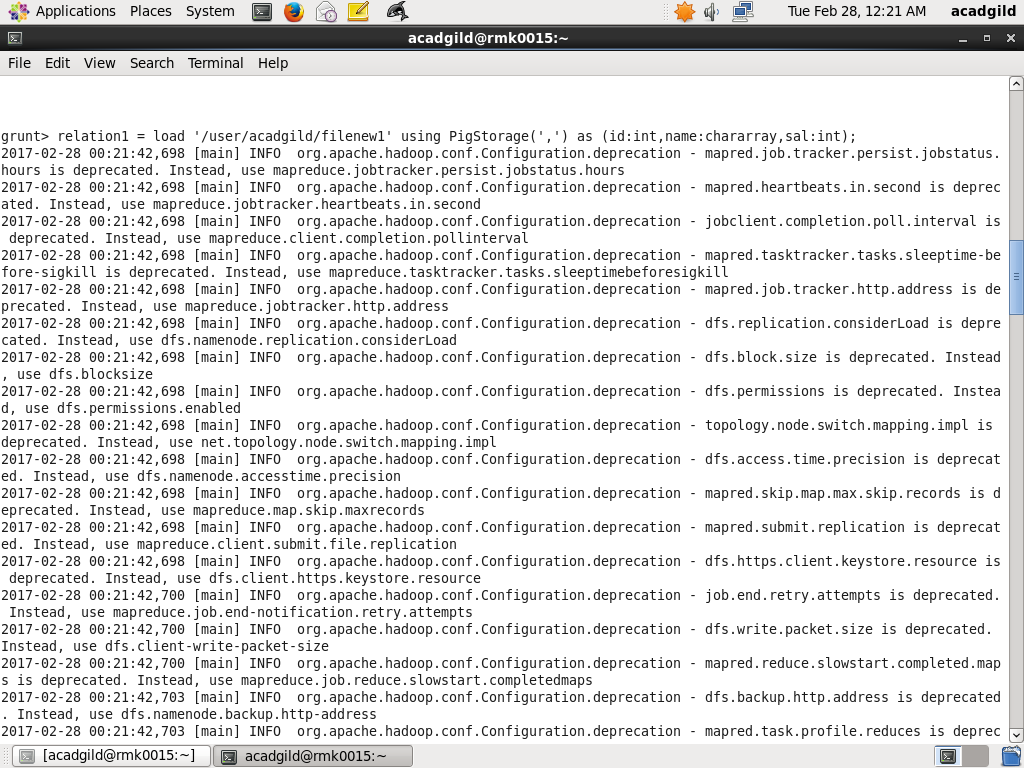 Applications Places System Tue Feb 28, 12:21 AM acadgild
acadgild@rmk0015:~
File Edit View Search Terminal Help
grunt> relation1 = load '/user/acadgild/filenew1' using PigStorage(',') as (id:int,name:chararray,sal:int);
2017-02-28 00:21:42,698 [main] INFO  org.apache.hadoop.conf.Configuration.deprecation - mapred.job.tracker.persist.jobstatus.
hours is deprecated. Instead, use mapreduce.jobtracker.persist.jobstatus.hours
2017-02-28 00:21:42,698 [main] INFO  org.apache.hadoop.conf.Configuration.deprecation - mapred.heartbeats.in.second is deprec
ated. Instead, use mapreduce.jobtracker.heartbeats.in.second
2017-02-28 00:21:42,698 [main] INFO  org.apache.hadoop.conf.Configuration.deprecation - jobclient.completion.poll.interval is
 deprecated. Instead, use mapreduce.client.completion.pollinterval
2017-02-28 00:21:42,698 [main] INFO  org.apache.hadoop.conf.Configuration.deprecation - mapred.tasktracker.tasks.sleeptime-be
fore-sigkill is deprecated. Instead, use mapreduce.tasktracker.tasks.sleeptimebeforesigkill
2017-02-28 00:21:42,698 [main] INFO  org.apache.hadoop.conf.Configuration.deprecation - mapred.job.tracker.http.address is de
precated. Instead, use mapreduce.jobtracker.http.address
2017-02-28 00:21:42,698 [main] INFO  org.apache.hadoop.conf.Configuration.deprecation - dfs.replication.considerLoad is depre
cated. Instead, use dfs.namenode.replication.considerLoad
2017-02-28 00:21:42,698 [main] INFO  org.apache.hadoop.conf.Configuration.deprecation - dfs.block.size is deprecated. Instead
, use dfs.blocksize
2017-02-28 00:21:42,698 [main] INFO  org.apache.hadoop.conf.Configuration.deprecation - dfs.permissions is deprecated. Instea
d, use dfs.permissions.enabled
2017-02-28 00:21:42,698 [main] INFO  org.apache.hadoop.conf.Configuration.deprecation - topology.node.switch.mapping.impl is
deprecated. Instead, use net.topology.node.switch.mapping.impl
2017-02-28 00:21:42,698 [main] INFO  org.apache.hadoop.conf.Configuration.deprecation - dfs.access.time.precision is deprecat
ed. Instead, use dfs.namenode.accesstime.precision
2017-02-28 00:21:42,698 [main] INFO  org.apache.hadoop.conf.Configuration.deprecation - mapred.skip.map.max.skip.records is d
eprecated. Instead, use mapreduce.map.skip.maxrecords
2017-02-28 00:21:42,698 [main] INFO  org.apache.hadoop.conf.Configuration.deprecation - mapred.submit.replication is deprecat
ed. Instead, use mapreduce.client.submit.file.replication
2017-02-28 00:21:42,698 [main] INFO  org.apache.hadoop.conf.Configuration.deprecation - dfs.https.client.keystore.resource is
 deprecated. Instead, use dfs.client.https.keystore.resource
2017-02-28 00:21:42,700 [main] INFO  org.apache.hadoop.conf.Configuration.deprecation - job.end.retry.attempts is deprecated.
 Instead, use mapreduce.job.end-notification.retry.attempts
2017-02-28 00:21:42,700 [main] INFO  org.apache.hadoop.conf.Configuration.deprecation - dfs.write.packet.size is deprecated.
Instead, use dfs.client-write-packet-size
2017-02-28 00:21:42,700 [main] INFO  org.apache.hadoop.conf.Configuration.deprecation - mapred.reduce.slowstart.completed.map
s is deprecated. Instead, use mapreduce.job.reduce.slowstart.completedmaps
2017-02-28 00:21:42,703 [main] INFO  org.apache.hadoop.conf.Configuration.deprecation - dfs.backup.http.address is deprecated
. Instead, use dfs.namenode.backup.http-address
2017-02-28 00:21:42,703 [main] INFO  org.apache.hadoop.conf.Configuration.deprecation - mapred.task.profile.reduces is deprec
[acadgild@rmk0015:~] acadgild@rmk0015:~